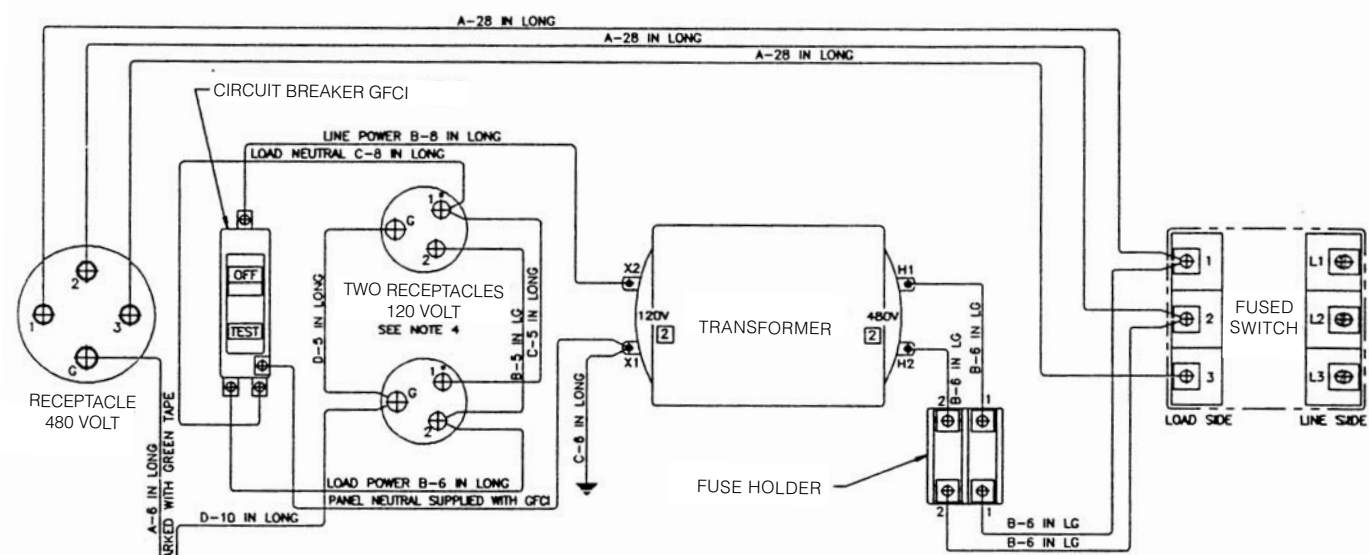 A-28 IN LONG
A-28 IN LONG
A-28 IN LONG
CIRCUIT BREAKER GFCI
LINE POWER B-8 IN LONG
LOAD NEUTRAL C-8 IN LONG
OFF
TEST
1
2
3
G
RECEPTACLE
480 VOLT
A-6 IN LONG
ARKED WITH GREEN TAPE
1*
G
2
TWO RECEPTACLES
120 VOLT
SEE NOTE 4
D-5 IN LONG
B-5 IN LG
C-5 IN LONG
1*
G
2
LOAD POWER B-6 IN LONG
PANEL NEUTRAL SUPPLIED WITH GFCI
D-10 IN LONG
C-6 IN LONG
X2
120V
2
X1
TRANSFORMER
H1
480V
2
H2
B-6 IN LG
B-6 IN LG
2 1
FUSE HOLDER
2 1
B-6 IN LG
B-6 IN LG
1
2
3
LOAD SIDE
FUSED
SWITCH
L1
L2
L3
LINE SIDE